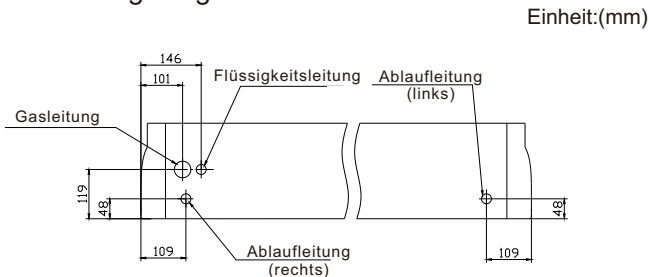 Einheit:(mm)
146
101
Flüssigkeitsleitung
Ablaufleitung
(links)
Gasleitung
119
48
48
109
Ablaufleitung
(rechts)
109